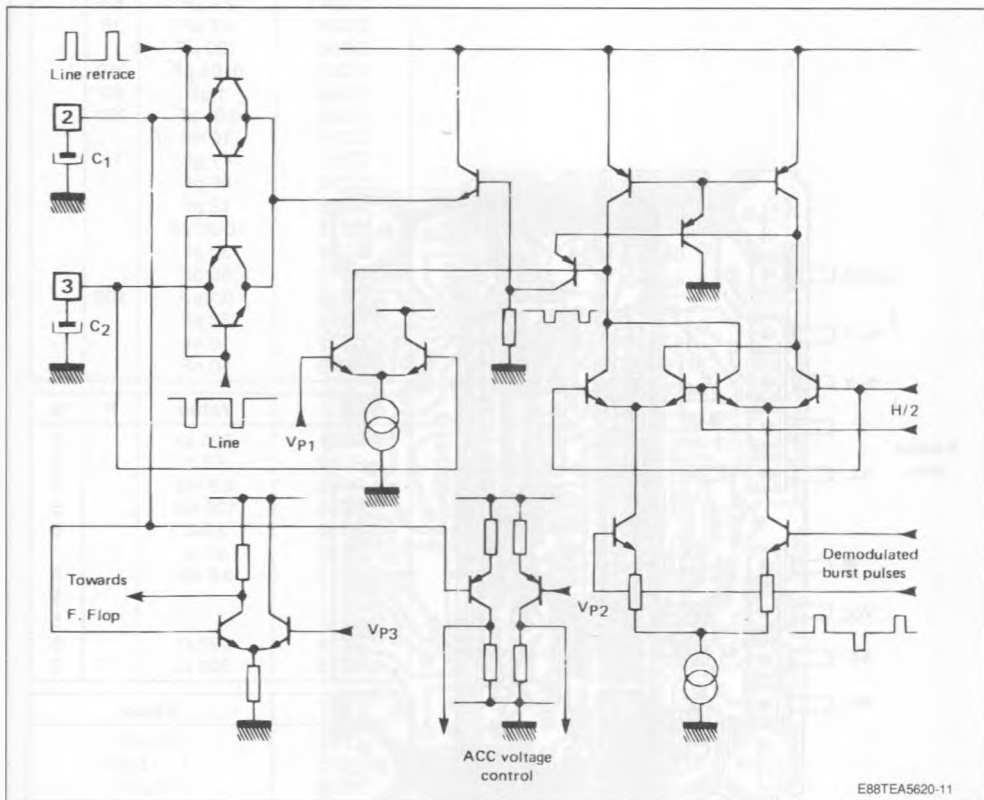 Line retrace
2
C1
3
C2
Line
VP1
H/2
Towards
F. Flop
VP3
VP2
Demodulated
burst pulses
ACC voltage
control
E88TEA5620-11